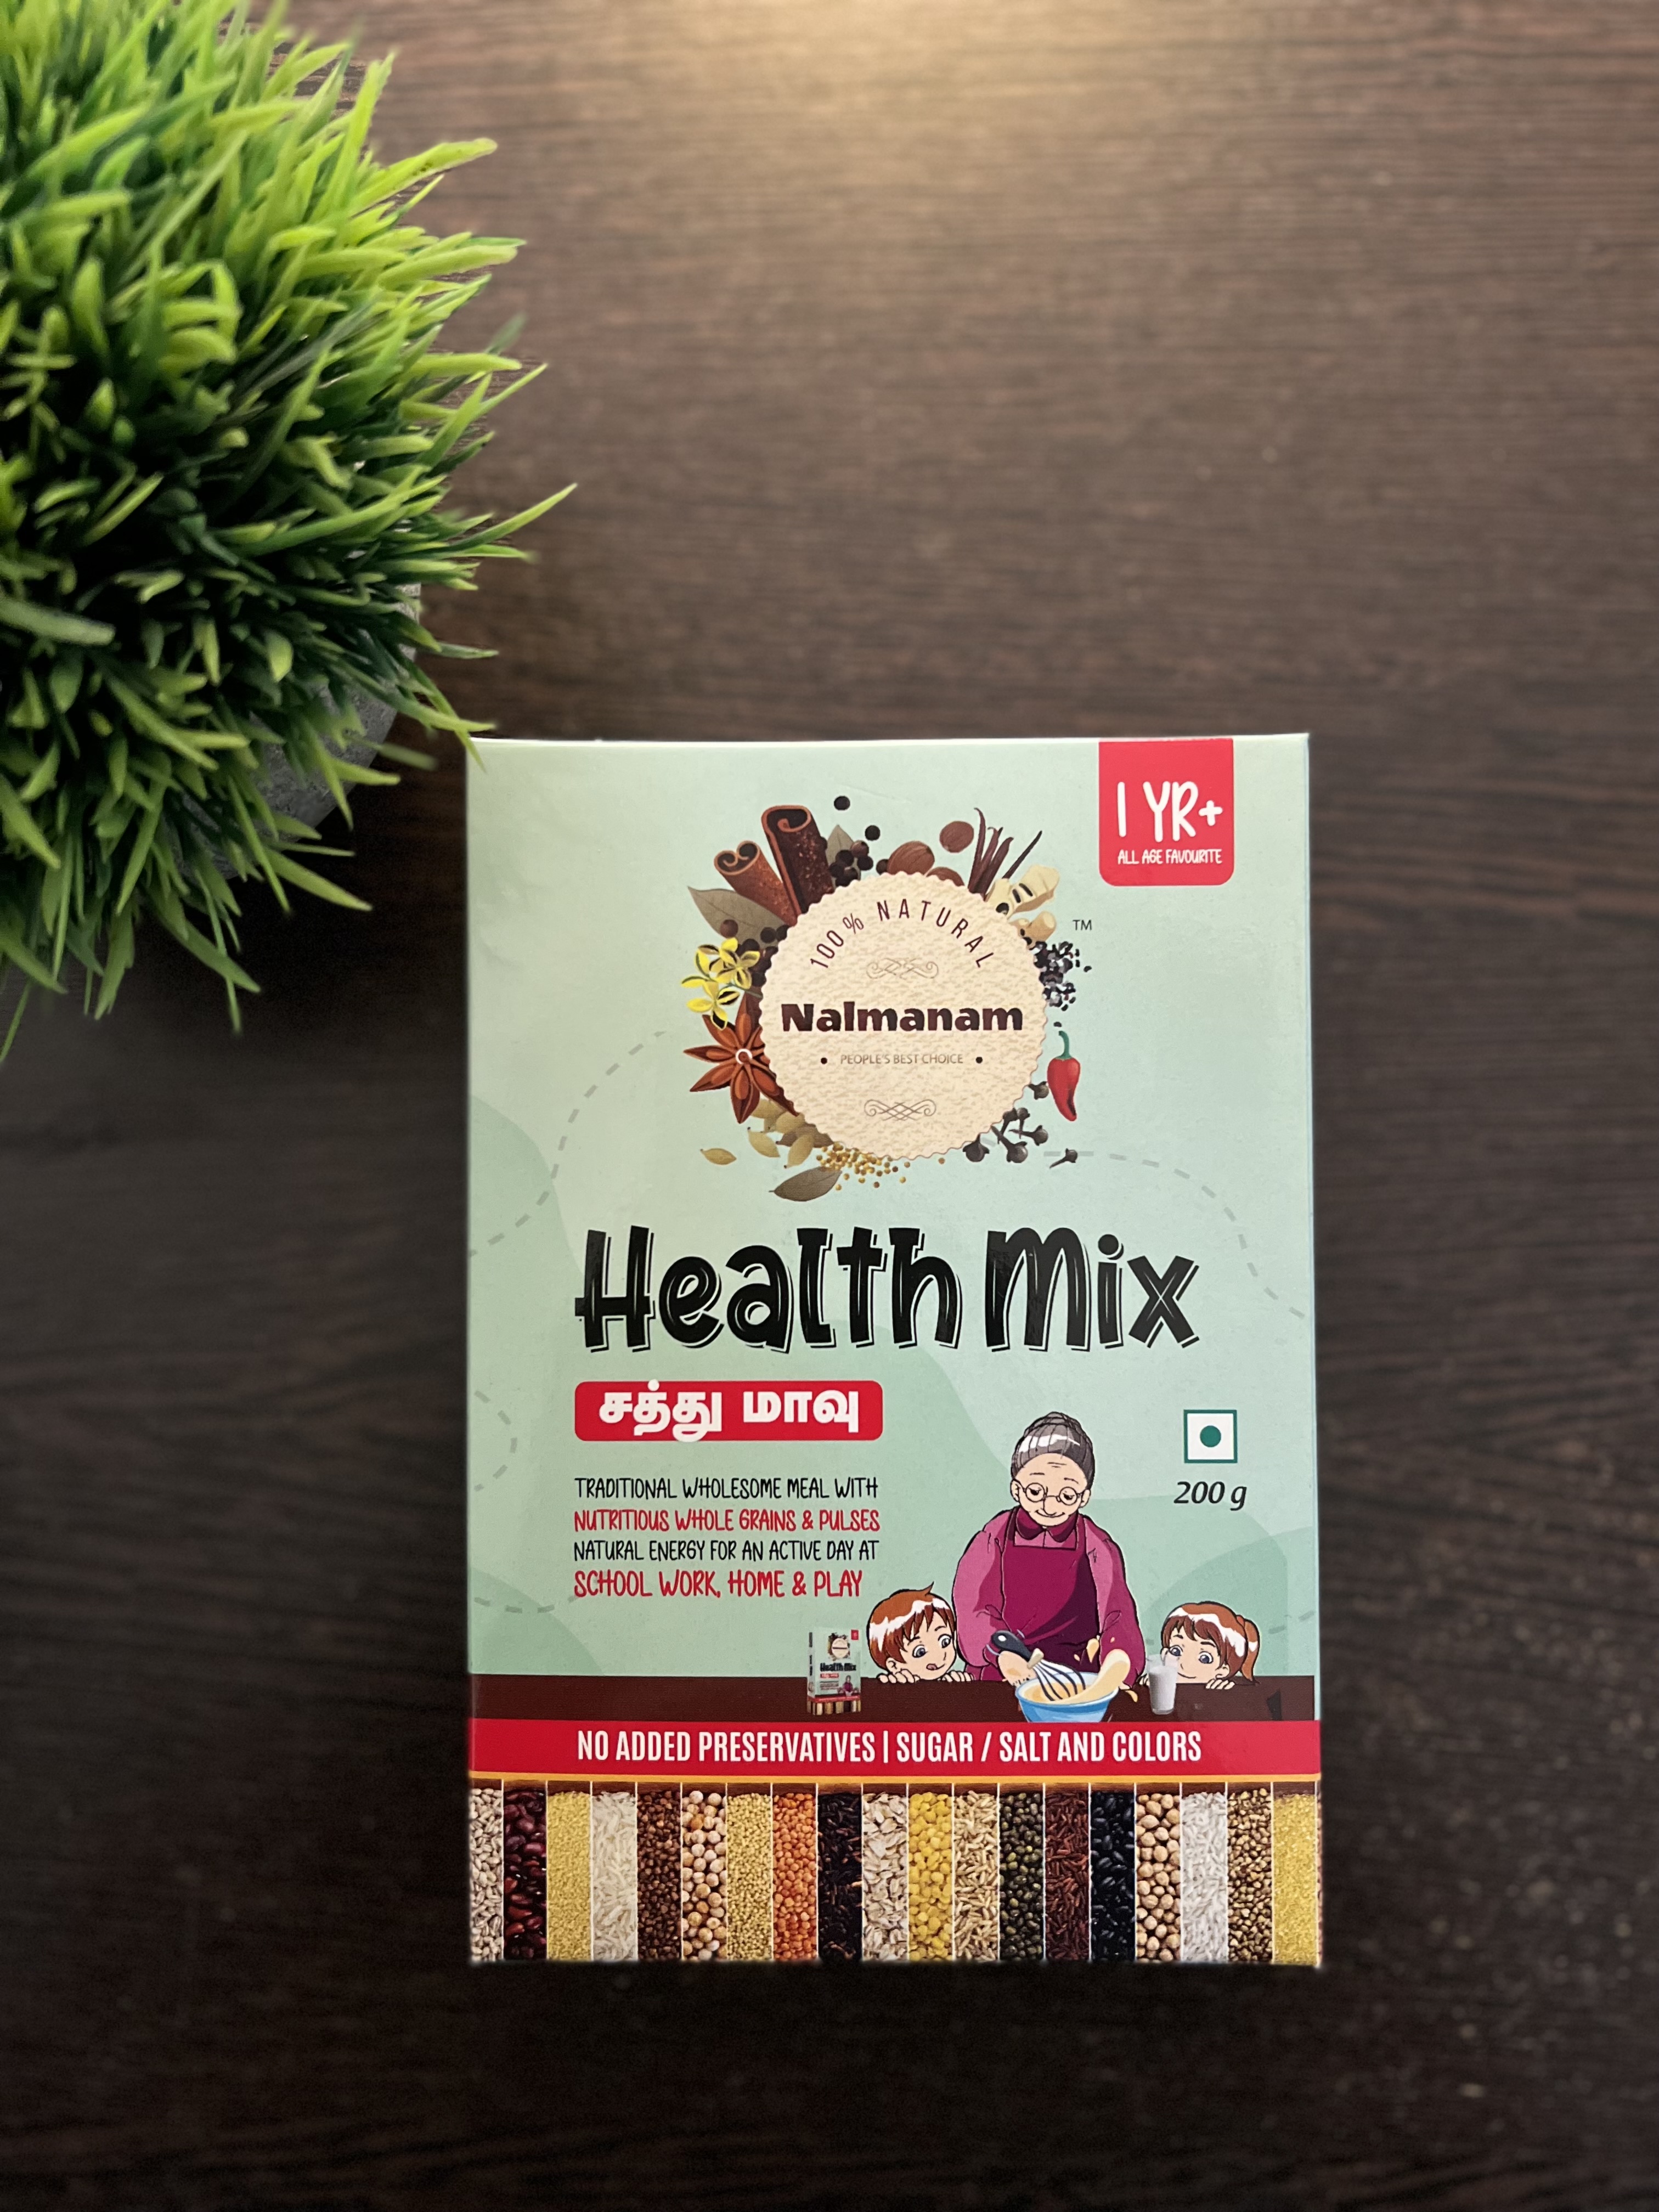 1 YR+
ALL AGE FAVOURITE
100% NATURAL
TM
Nalmanam
• PEOPLE'S BEST CHOICE •
Health Mix
சத்து மாவு
200 g
TRADITIONAL WHOLESOME MEAL WITH
NUTRITIOUS WHOLE GRAINS & PULSES
NATURAL ENERGY FOR AN ACTIVE DAY AT
SCHOOL WORK, HOME & PLAY
Health Mix
NO ADDED PRESERVATIVES | SUGAR / SALT AND COLORS